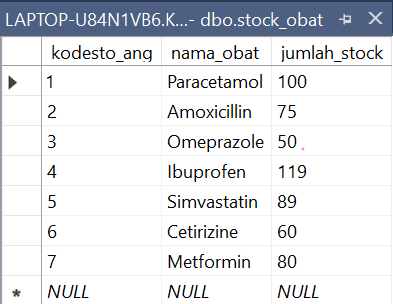 LAPTOP-U84N1VB6.K...- dbo.stock_obat
kodesto_ang nama_obat jumlah_stock
1 Paracetamol 100
2 Amoxicillin 75
3 Omeprazole 50
4 Ibuprofen 119
5 Simvastatin 89
6 Cetirizine 60
7 Metformin 80
NULL NULL NULL